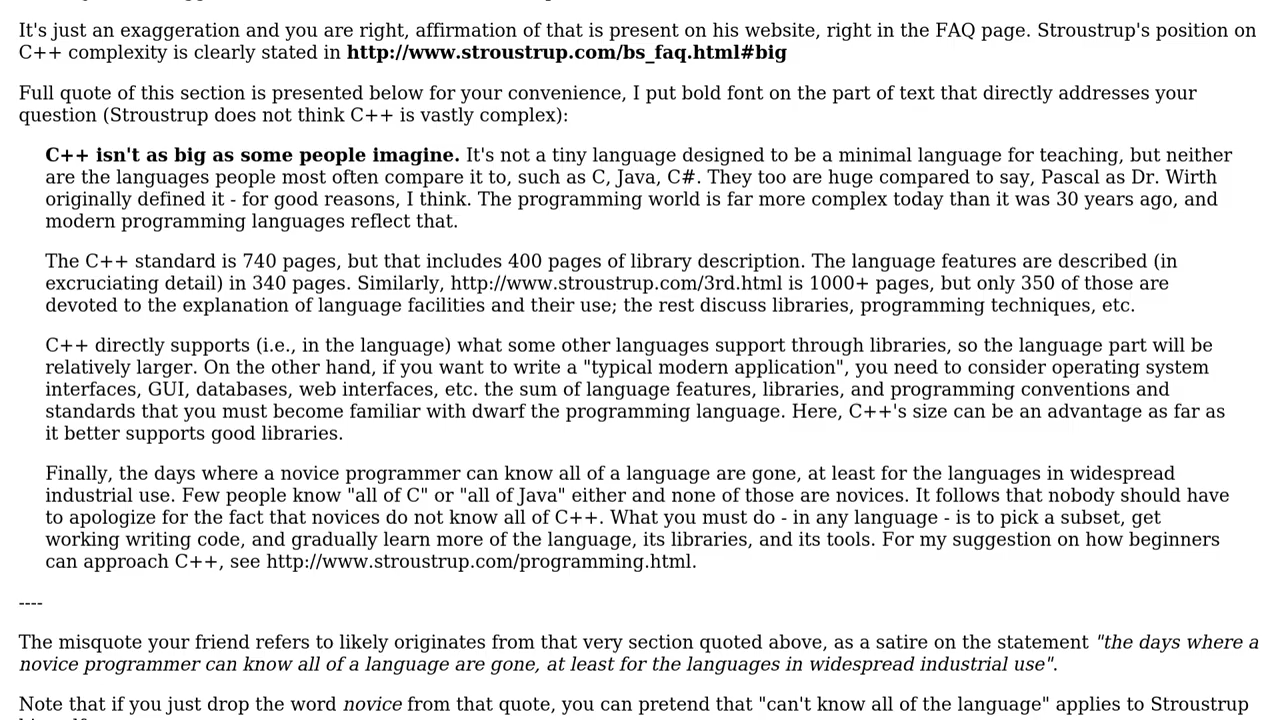 It's just an exaggeration and you are right, affirmation of that is present on his website, right in the FAQ page. Stroustrup's position on
C++ complexity is clearly stated in http://www.stroustrup.com/bs_faq.html#big
Full quote of this section is presented below for your convenience, I put bold font on the part of text that directly addresses your
question (Stroustrup does not think C++ is vastly complex):
C++ isn't as big as some people imagine. It's not a tiny language designed to be a minimal language for teaching, but neither
are the languages people most often compare it to, such as C, Java, C#. They too are huge compared to say, Pascal as Dr. Wirth
originally defined it - for good reasons, I think. The programming world is far more complex today than it was 30 years ago, and
modern programming languages reflect that.
The C++ standard is 740 pages, but that includes 400 pages of library description. The language features are described (in
excruciating detail) in 340 pages. Similarly, http://www.stroustrup.com/3rd.html is 1000+ pages, but only 350 of those are
devoted to the explanation of language facilities and their use; the rest discuss libraries, programming techniques, etc.
C++ directly supports (i.e., in the language) what some other languages support through libraries, so the language part will be
relatively larger. On the other hand, if you want to write a "typical modern application", you need to consider operating system
interfaces, GUI, databases, web interfaces, etc. the sum of language features, libraries, and programming conventions and
standards that you must become familiar with dwarf the programming language. Here, C++'s size can be an advantage as far as
it better supports good libraries.
Finally, the days where a novice programmer can know all of a language are gone, at least for the languages in widespread
industrial use. Few people know "all of C" or "all of Java" either and none of those are novices. It follows that nobody should have
to apologize for the fact that novices do not know all of C++. What you must do - in any language - is to pick a subset, get
working writing code, and gradually learn more of the language, its libraries, and its tools. For my suggestion on how beginners
can approach C++, see http://www.stroustrup.com/programming.html.
----
The misquote your friend refers to likely originates from that very section quoted above, as a satire on the statement "the days where a
novice programmer can know all of a language are gone, at least for the languages in widespread industrial use".
Note that if you just drop the word novice from that quote, you can pretend that "can't know all of the language" applies to Stroustrup